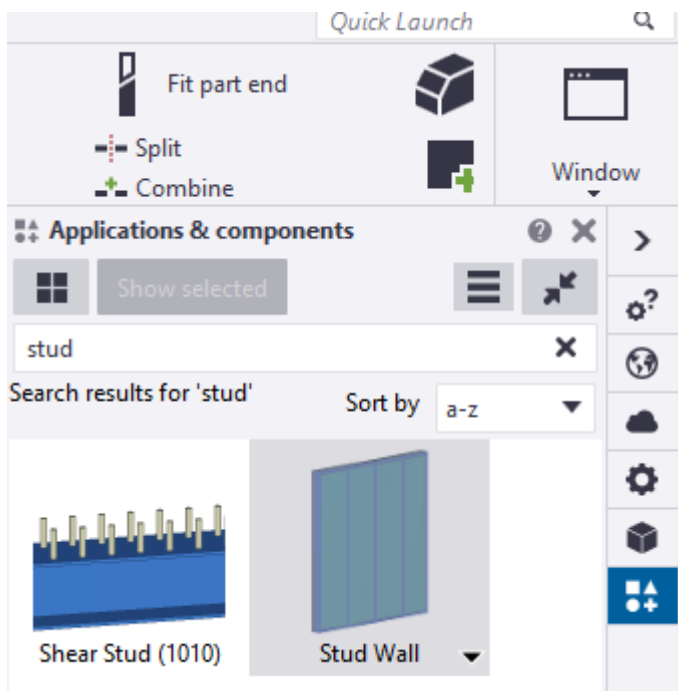 Quick Launch
Fit part end
Split
Combine
Window
Applications & components
Show selected
stud
Search results for 'stud'
Sort by
a-z
Shear Stud (1010)
Stud Wall